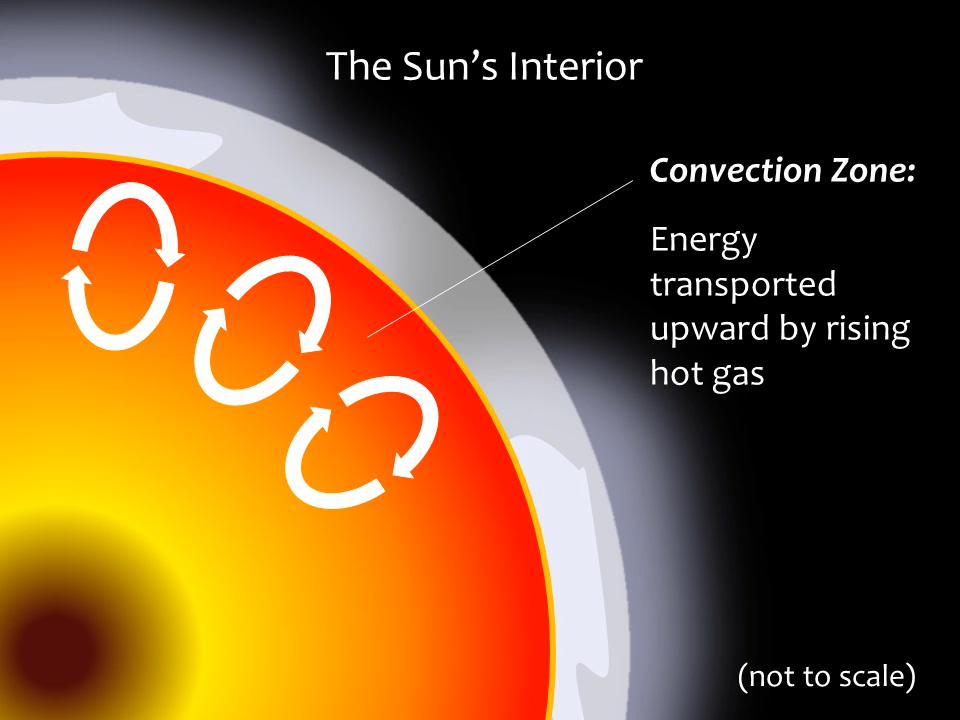 The Sun’s Interior
Convection Zone:
Energy
transported
upward by rising
hot gas
(not to scale)